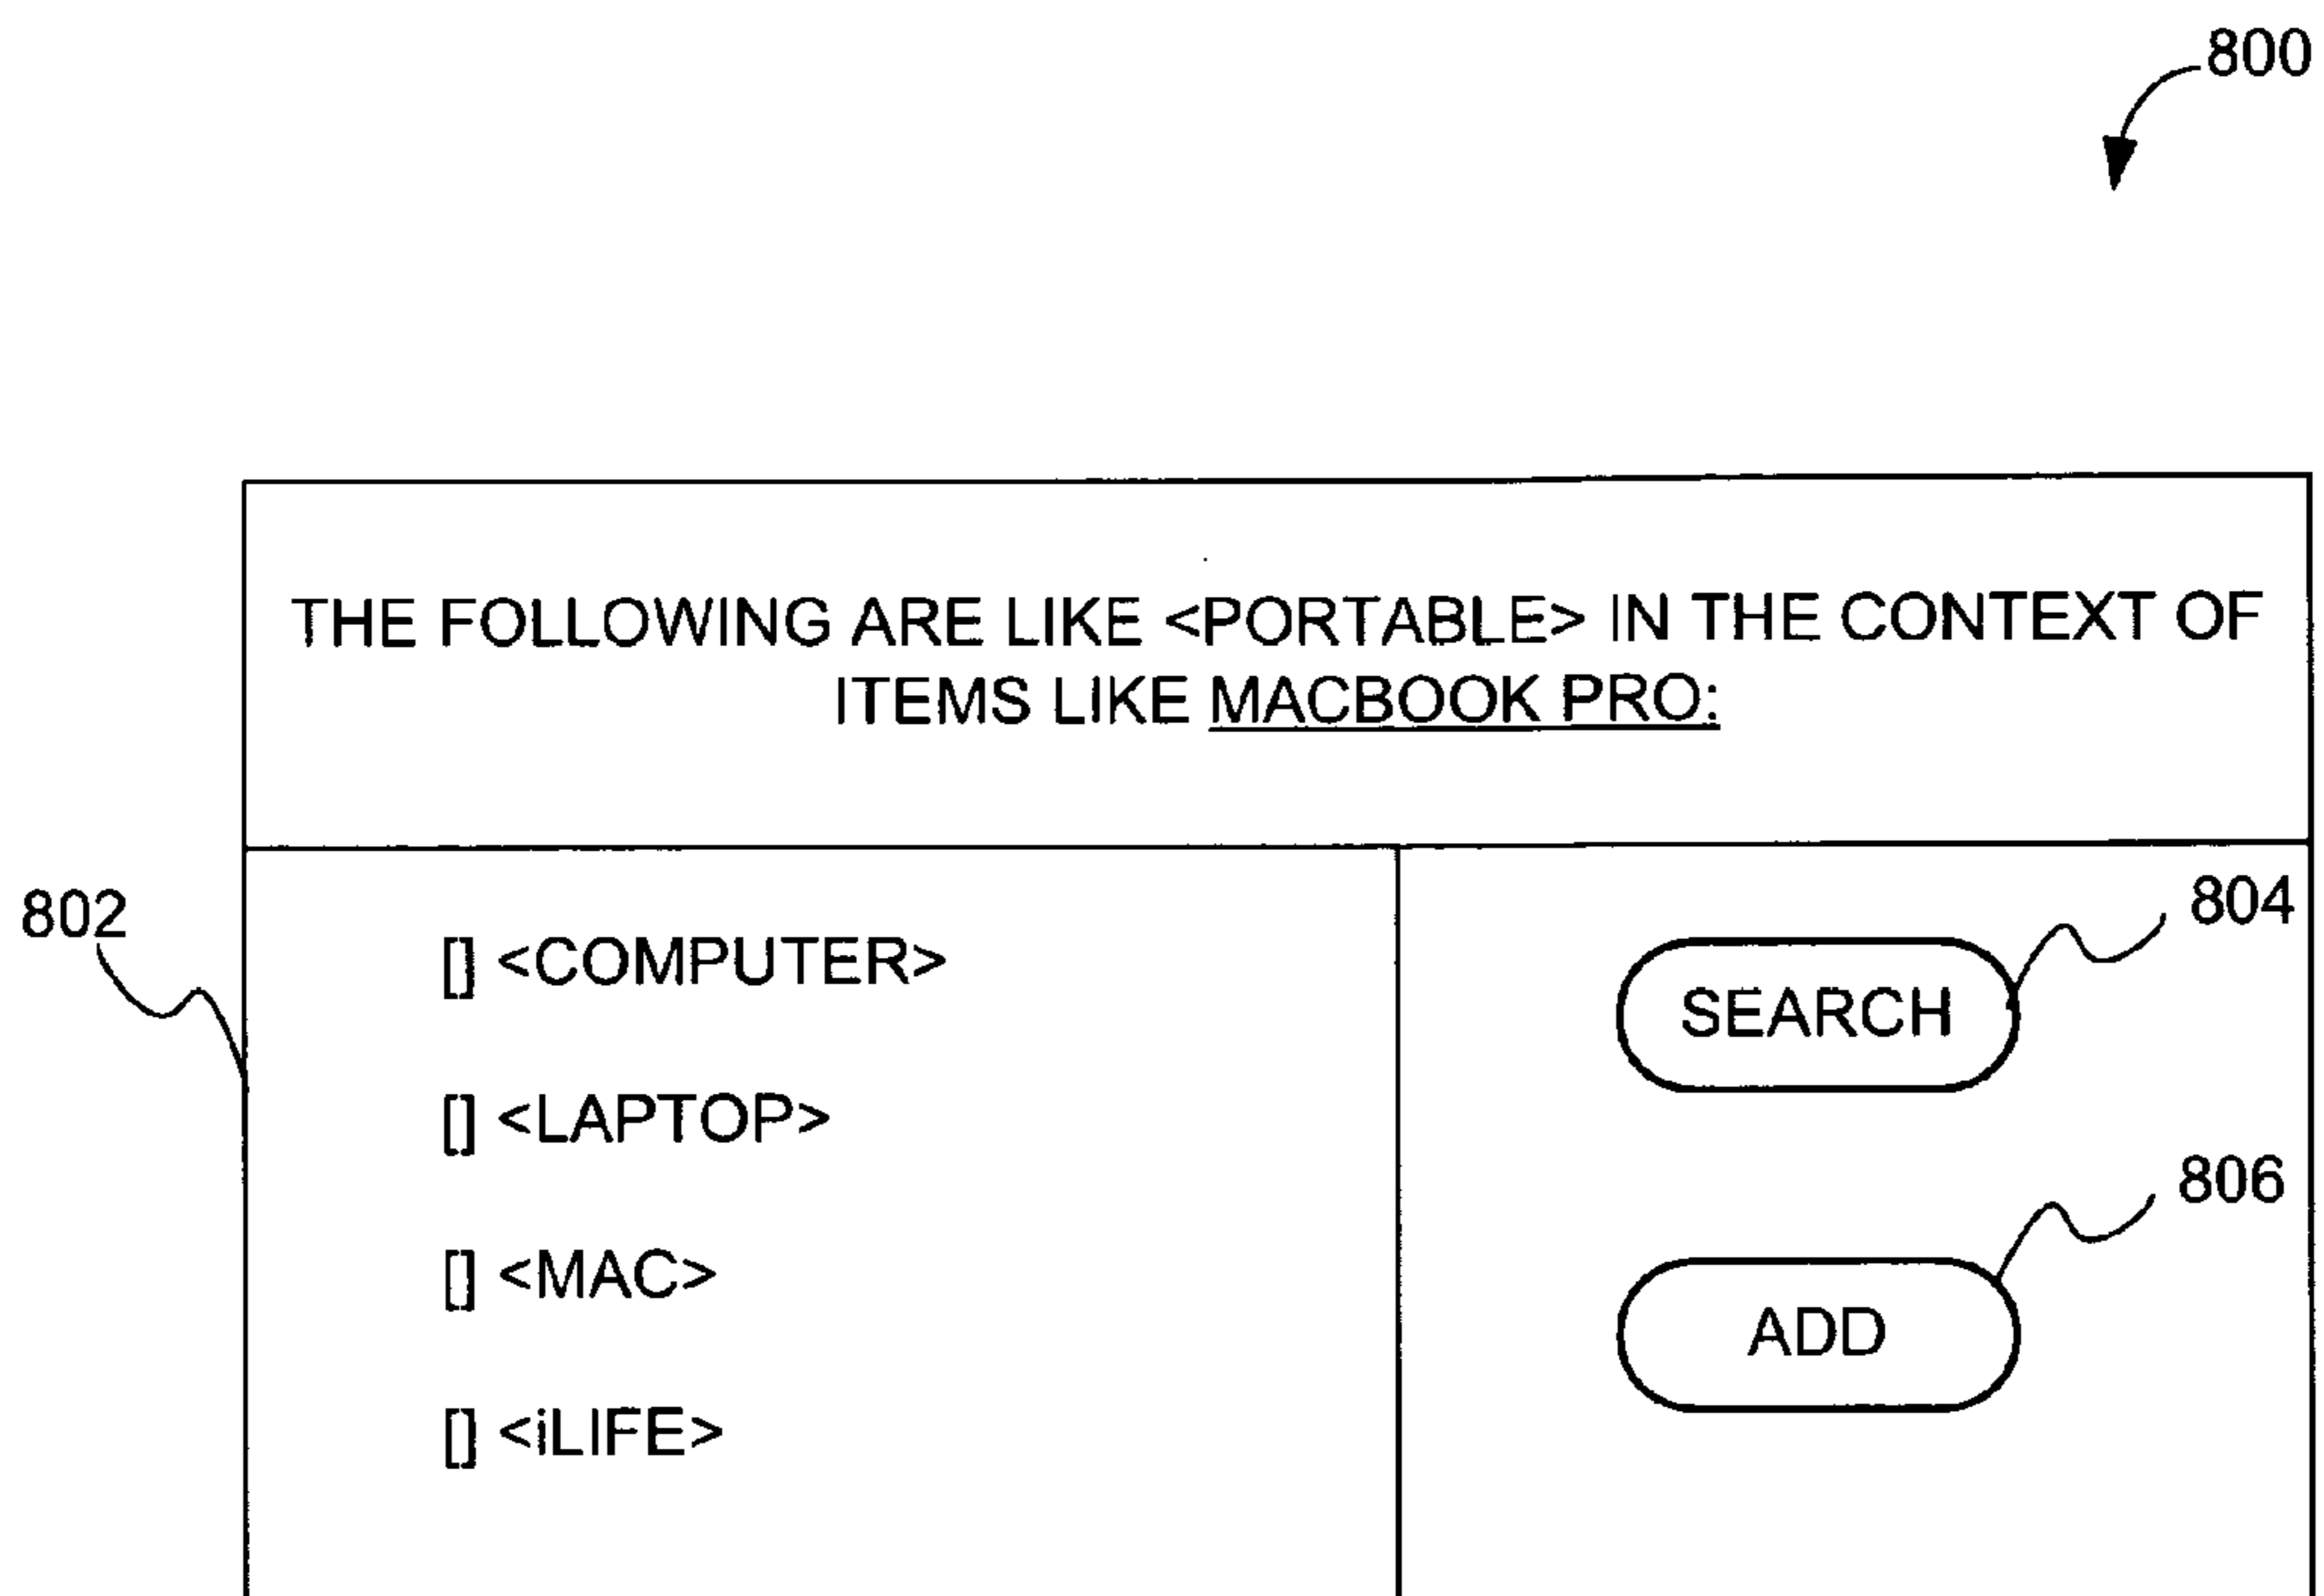 800
THE FOLLOWING ARE LIKE <PORTABLE> IN THE CONTEXT OF
ITEMS LIKE MACBOOK PRO:
802
[] <COMPUTER>
[] <LAPTOP>
[] <MAC>
[] <iLIFE>
804
SEARCH
806
ADD